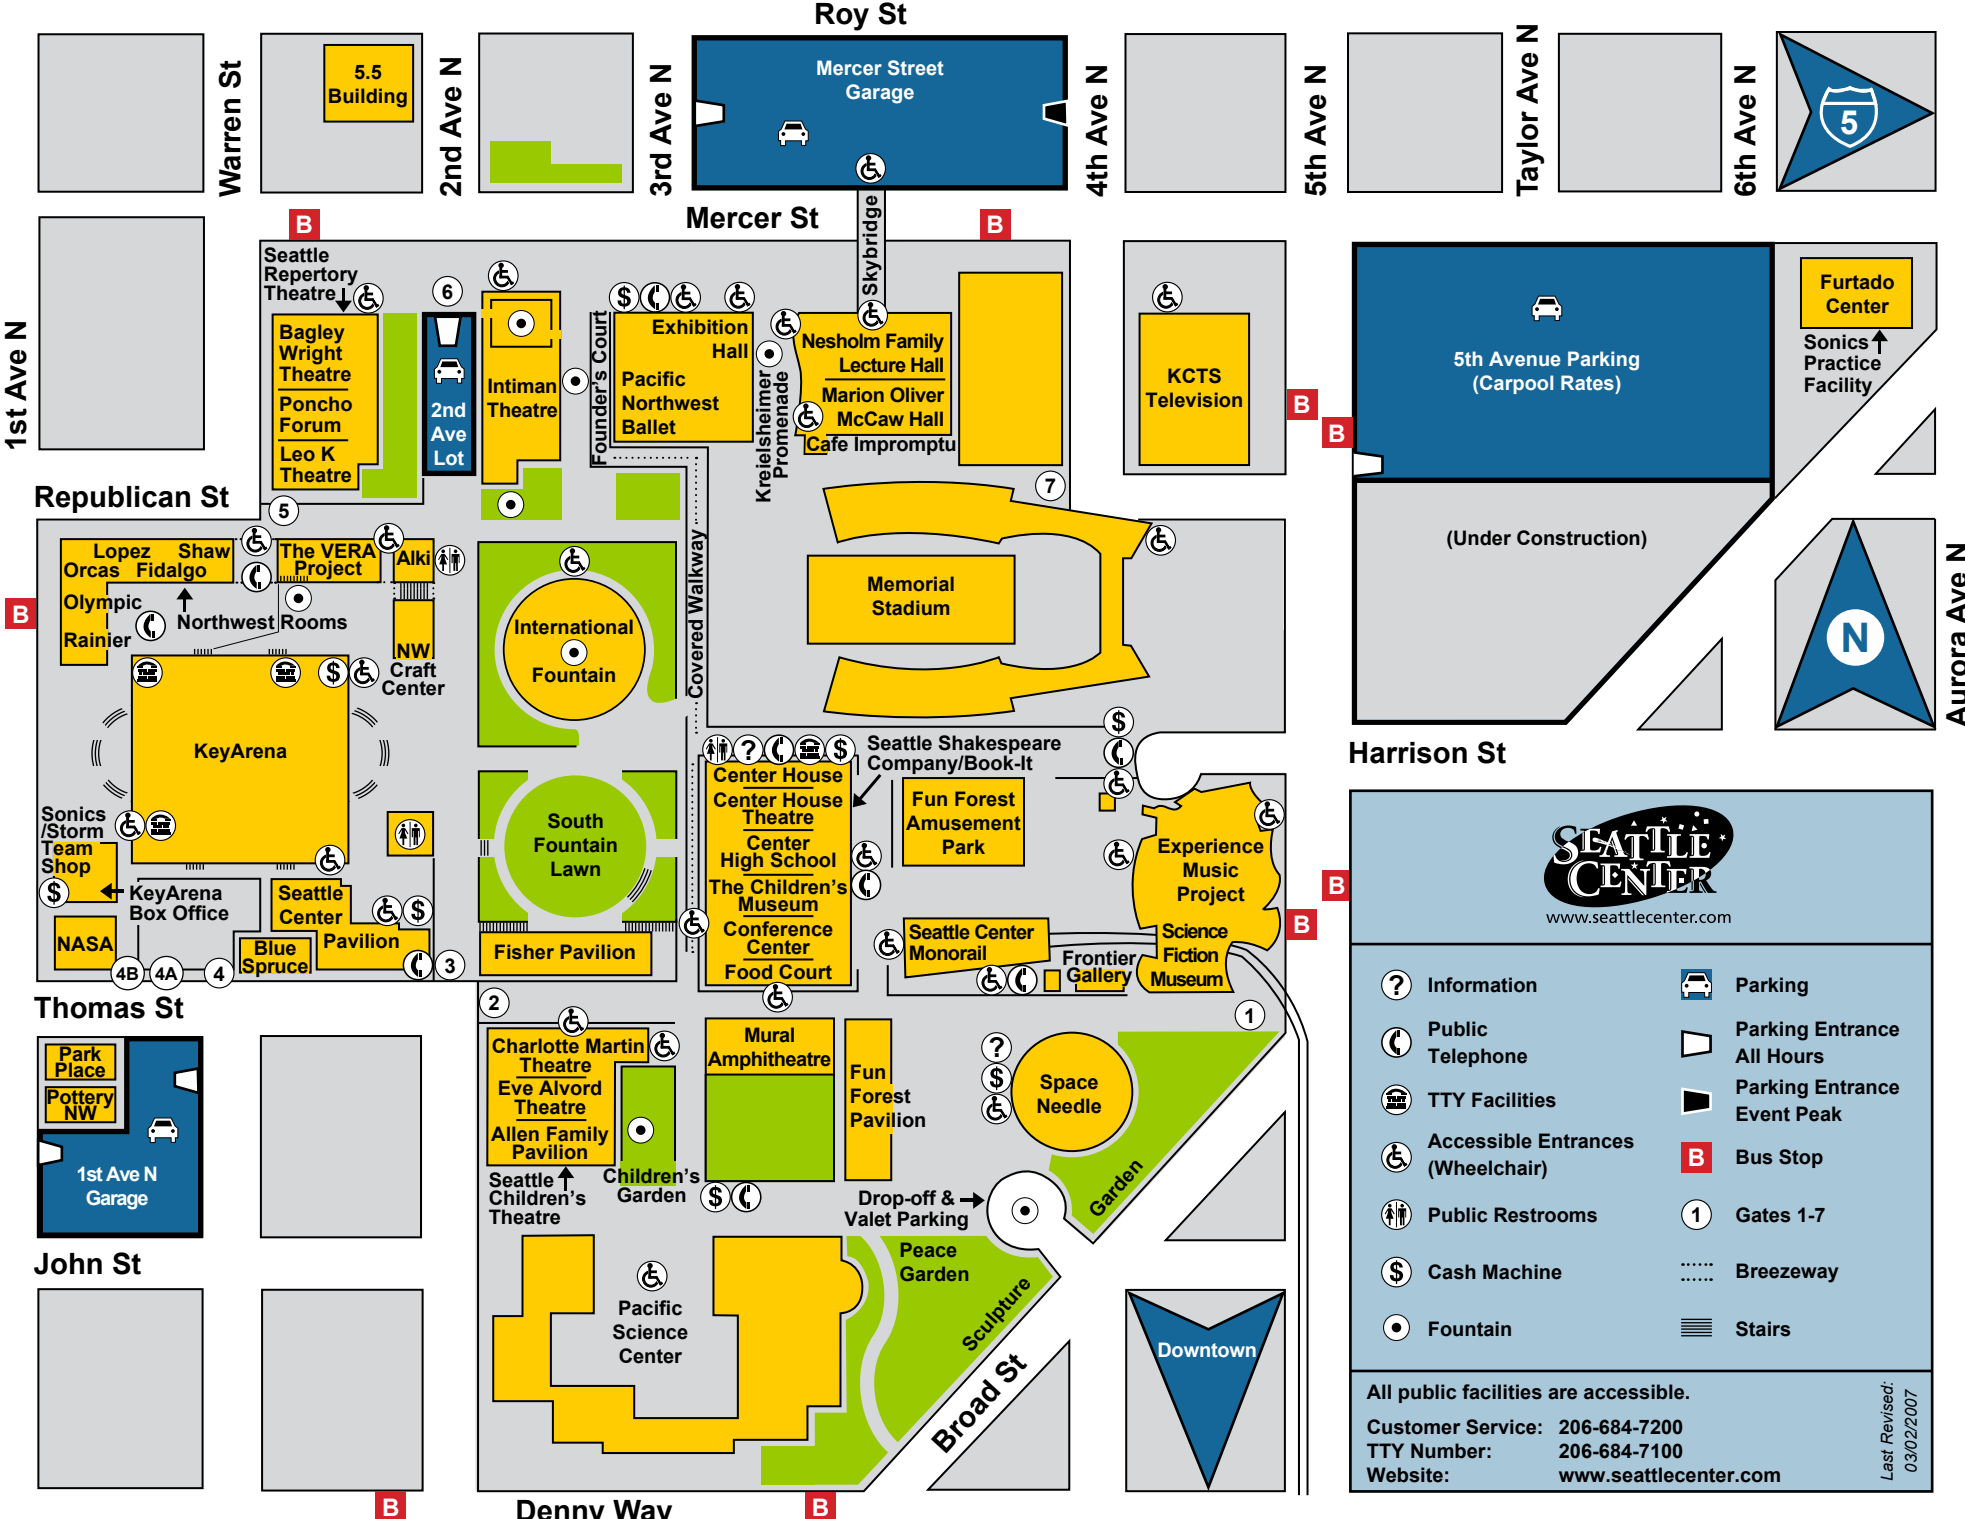 Roy St
Warren St
5.5
Building
2nd Ave N
3rd Ave N
Mercer Street
Garage
4th Ave N
5th Ave N
Taylor Ave N
6th Ave N
5
1st Ave N
B
Mercer St
Skybridge
B
Seattle
Repertory
Theatre
6
Bagley
Wright
Theatre
Poncho
Forum
Leo K
Theatre
2nd
Ave
Lot
Intiman
Theatre
Founder's Court
$
Exhibition
Hall
Pacific
Northwest
Ballet
Kreielsheimer
Promenade
Nesholm Family
Lecture Hall
Marion Oliver
McCaw Hall
Cafe Impromptu
7
KCTS
Television
B
B
5th Avenue Parking
(Carpool Rates)
Furtado
Center
Sonics
Practice
Facility
(Under Construction)
N
Aurora Ave N
Republican St
5
Lopez Shaw
Orcas Fidalgo
Olympic
Rainier
Northwest Rooms
The VERA
Project
Alki
NW
Craft
Center
B
KeyArena
$
International
Fountain
Covered Walkway
Memorial
Stadium
Sonics
/Storm
Team
Shop
$
KeyArena
Box Office
NASA
4B
4A
4
Seattle
Center
Pavilion
Blue
Spruce
$
3
South
Fountain
Lawn
Fisher Pavilion
?
$
Center House
Center House
Theatre
Center
High School
The Children's
Museum
Conference
Center
Food Court
Seattle Shakespeare
Company/Book-It
Fun Forest
Amusement
Park
$
Experience
Music
Project
Science
Fiction
Museum
Seattle Center
Monorail
Frontier
Gallery
B
B
Harrison St
Thomas St
Park
Place
Pottery
NW
1st Ave N
Garage
2
Charlotte Martin
Theatre
Eve Alvord
Theatre
Allen Family
Pavilion
Seattle
Children's
Theatre
Children's
Garden
Mural
Amphitheatre
$
Fun
Forest
Pavilion
?
$
Space
Needle
1
Garden
Drop-off &
Valet Parking
Peace
Garden
Sculpture
John St
Pacific
Science
Center
Broad St
Downtown
B
Denny Way
B
SEATTLE
CENTER
www.seattlecenter.com
? Information
Parking
Public
Telephone
Parking Entrance
All Hours
TTY Facilities
Parking Entrance
Event Peak
Accessible Entrances
(Wheelchair)
B Bus Stop
Public Restrooms
1 Gates 1-7
$ Cash Machine
Breezeway
Fountain
Stairs
All public facilities are accessible.
Customer Service: 206-684-7200
TTY Number: 206-684-7100
Website: www.seattlecenter.com
Last Revised:
03/02/2007